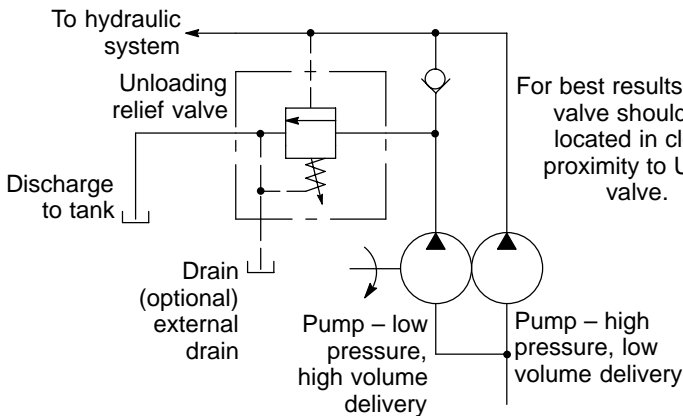 To hydraulic
system
Unloading
relief valve
For best results
valve should
located in
proximity to
valve.
Discharge
to tank
Drain
(optional)
external
drain
Pump – low
pressure,
high volume
delivery
Pump – high
pressure, low
volume delivery